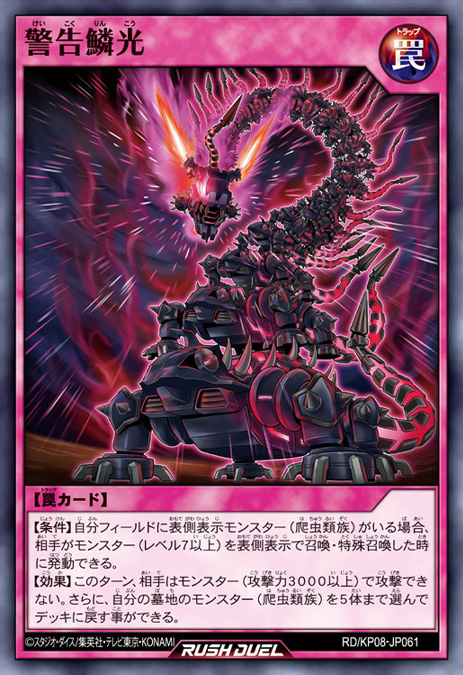 警告鱗光
罠
【罠カード】
【条件】自分フィールドに表側表示モンスター（爬虫類族）がいる場合、
相手がモンスター（レベル7以上）を表側表示で召喚・特殊召喚した時
に発動できる。
【効果】このターン、相手はモンスター（攻撃力3000以上）で攻撃でき
ない。さらに、自分の墓地のモンスター（爬虫類族）を5体まで選んで
デッキに戻す事ができる。
©スタジオ・ダイス/集英社・テレビ東京・KONAMI
RUSH DUEL
RD/KP08-JP061